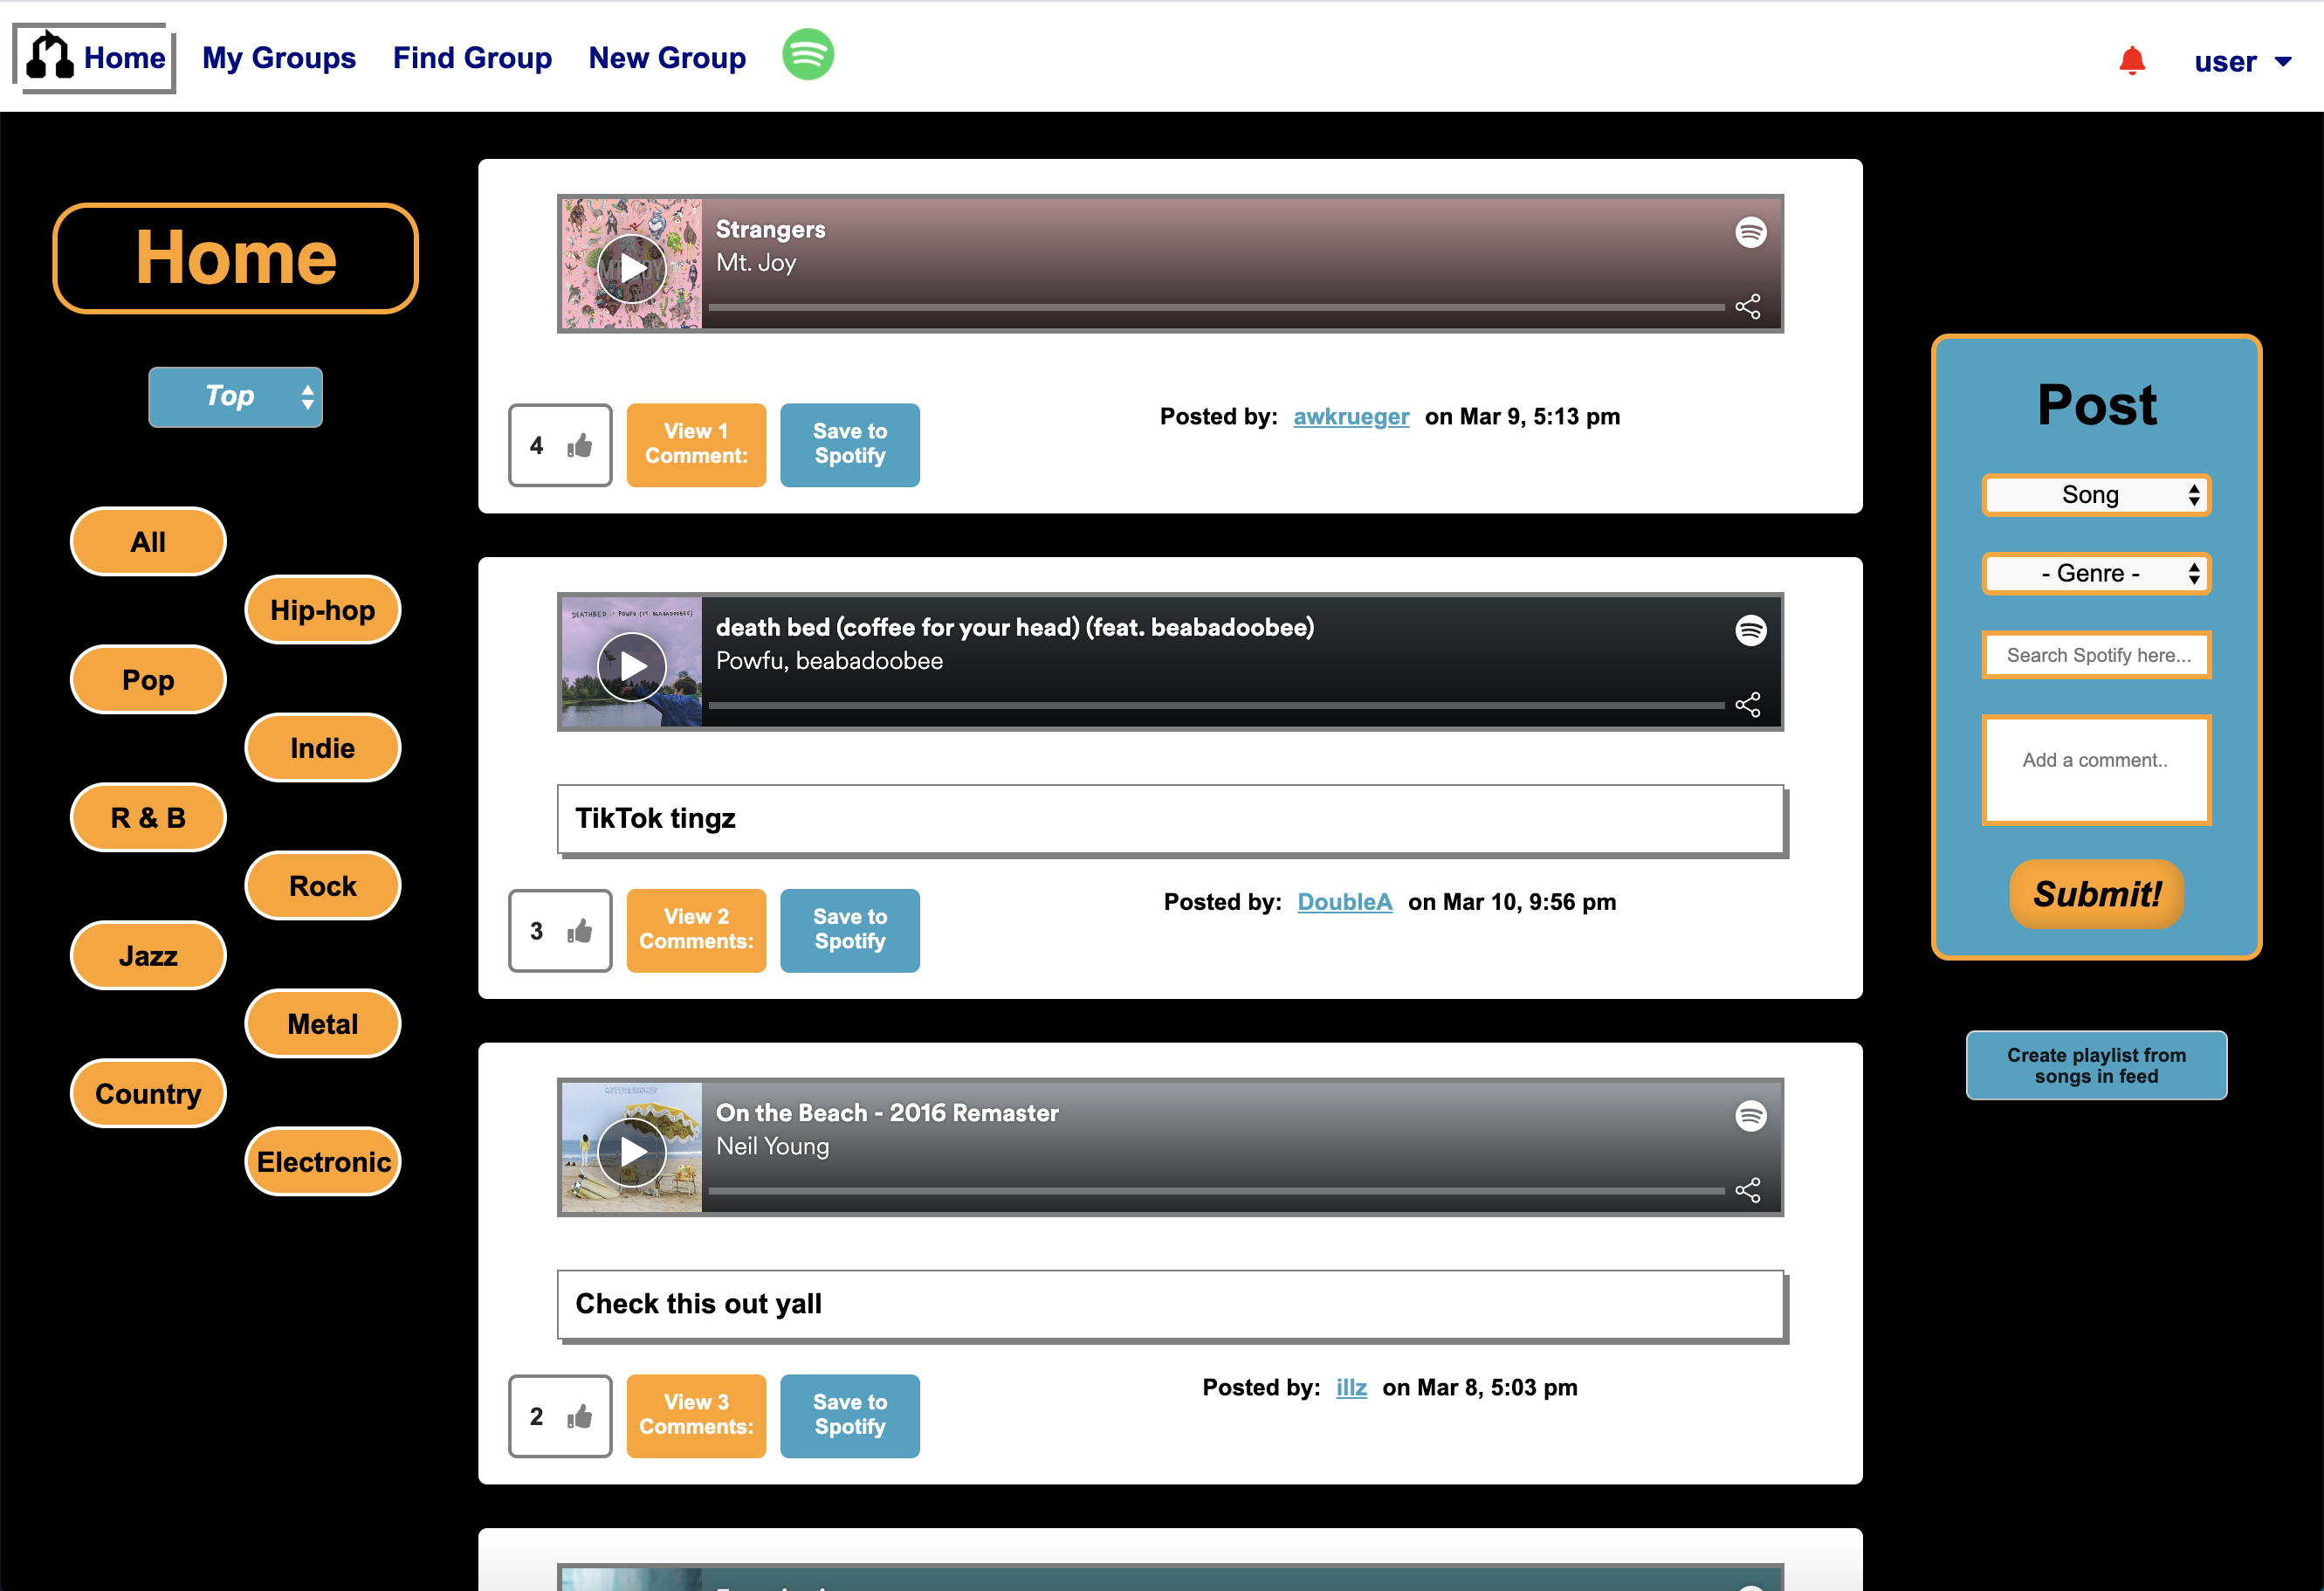 Home
My Groups
Find Group
New Group
user
Home
Top
All
Hip-hop
Pop
Indie
R & B
Rock
Jazz
Metal
Country
Electronic
Strangers
Mt. Joy
4
View 1
Comment:
Save to
Spotify
Posted by: awkrueger on Mar 9, 5:13 pm
DEATHBED - POWFU (FT. BEABADOOBEE)
death bed (coffee for your head) (feat. beabadoobee)
Powfu, beabadoobee
TikTok tingz
3
View 2
Comments:
Save to
Spotify
Posted by: DoubleA on Mar 10, 9:56 pm
On the Beach - 2016 Remaster
Neil Young
Check this out yall
2
View 3
Comments:
Save to
Spotify
Posted by: illz on Mar 8, 5:03 pm
Post
Song
- Genre -
Search Spotify here...
Add a comment..
Submit!
Create playlist from
songs in feed